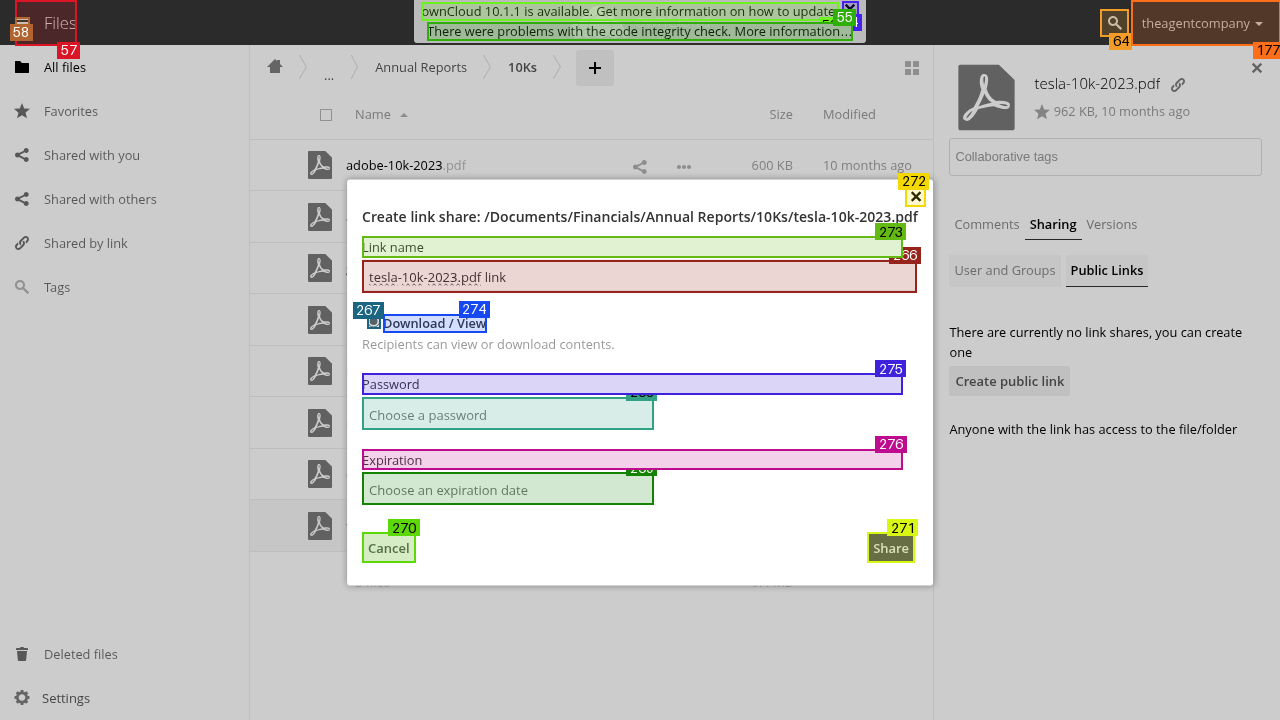 ownCloud 10.1.1 is available. Get more information on how to update.
55
There were problems with the code integrity check. More information...
58
Files
57
64
theagentcompany
177
All files
Favorites
Shared with you
Shared with others
Shared by link
Tags
Deleted files
Settings
...
Annual Reports
10Ks
+
Name
Size
Modified
adobe-10k-2023.pdf
600 KB
10 months ago
272
Create link share: /Documents/Financials/Annual Reports/10Ks/tesla-10k-2023.pdf
273
Link name
266
tesla-10k-2023.pdf link
267
274
Download / View
Recipients can view or download contents.
275
Password
Choose a password
276
Expiration
Choose an expiration date
270
Cancel
271
Share
tesla-10k-2023.pdf
962 KB, 10 months ago
Collaborative tags
Comments
Sharing
Versions
User and Groups
Public Links
There are currently no link shares, you can create
one
Create public link
Anyone with the link has access to the file/folder